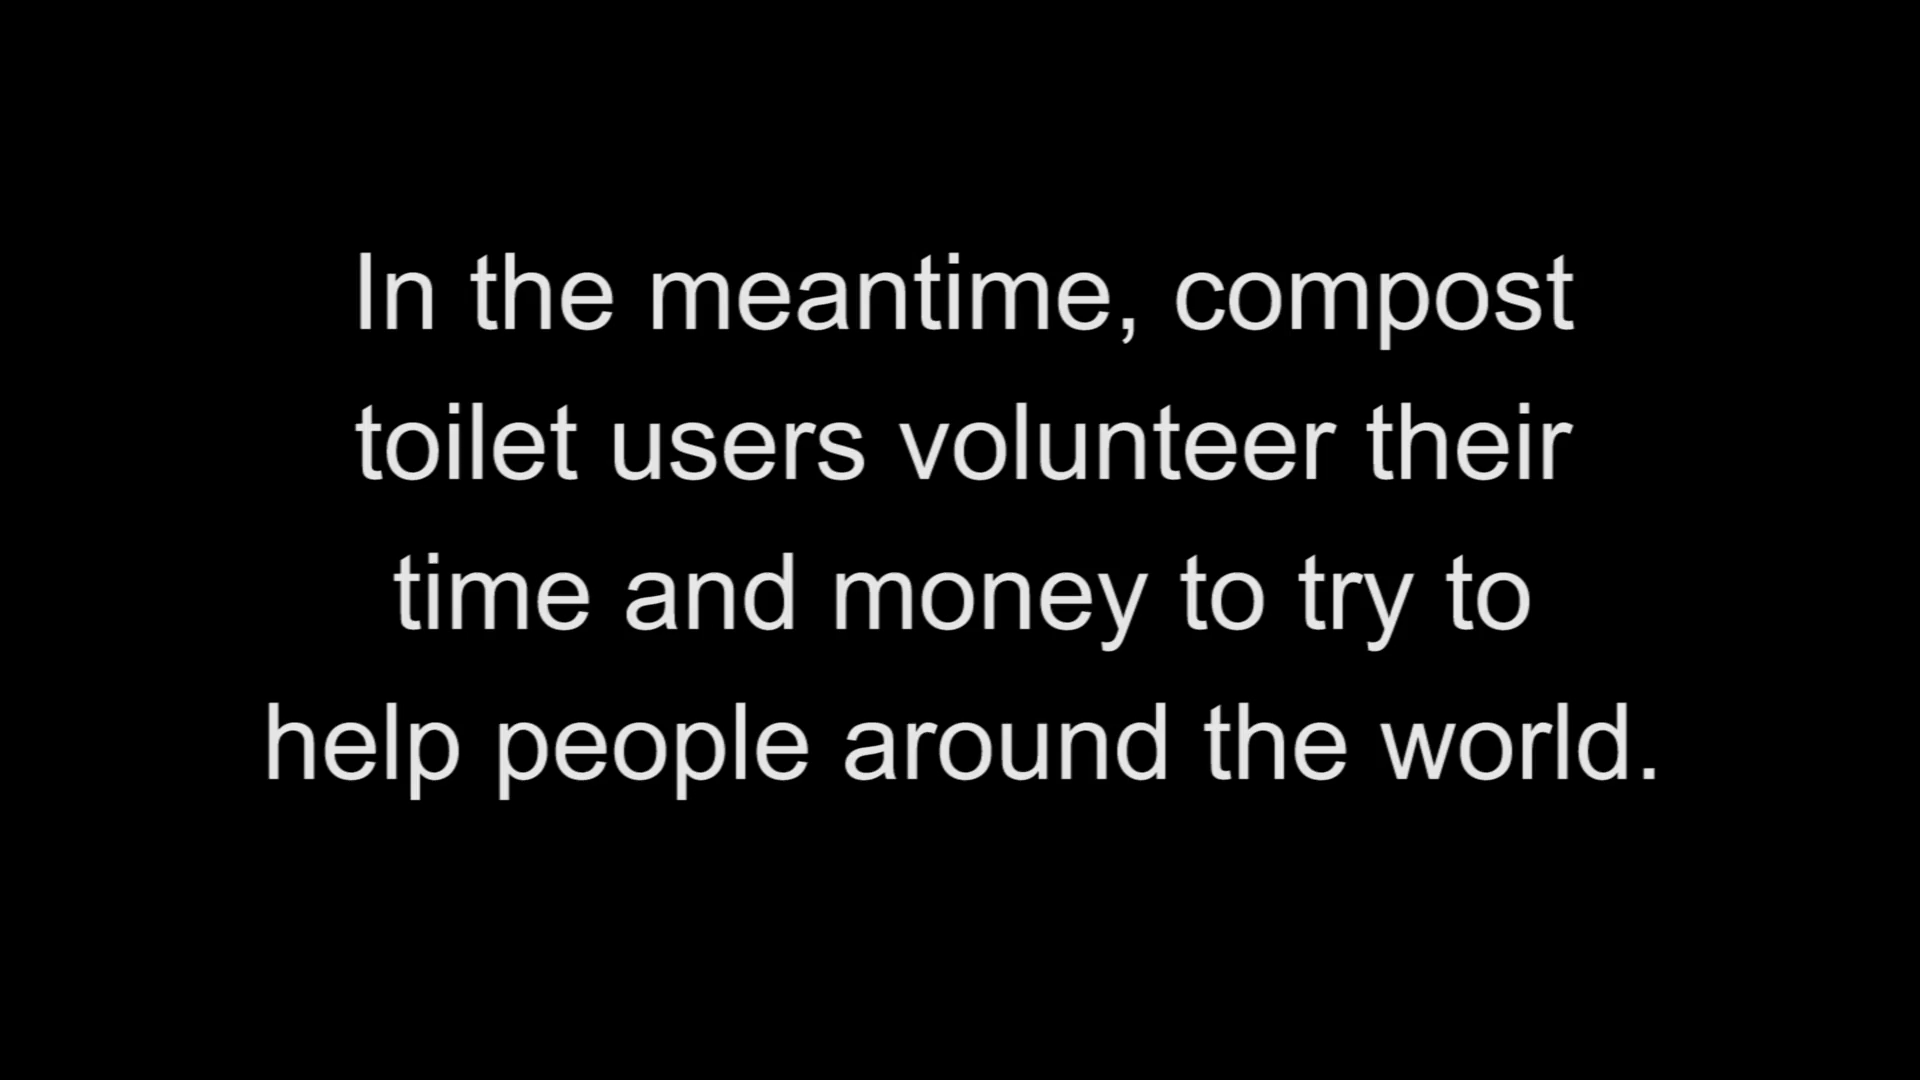 In the meantime, compost
toilet users volunteer their
time and money to try to
help people around the world.